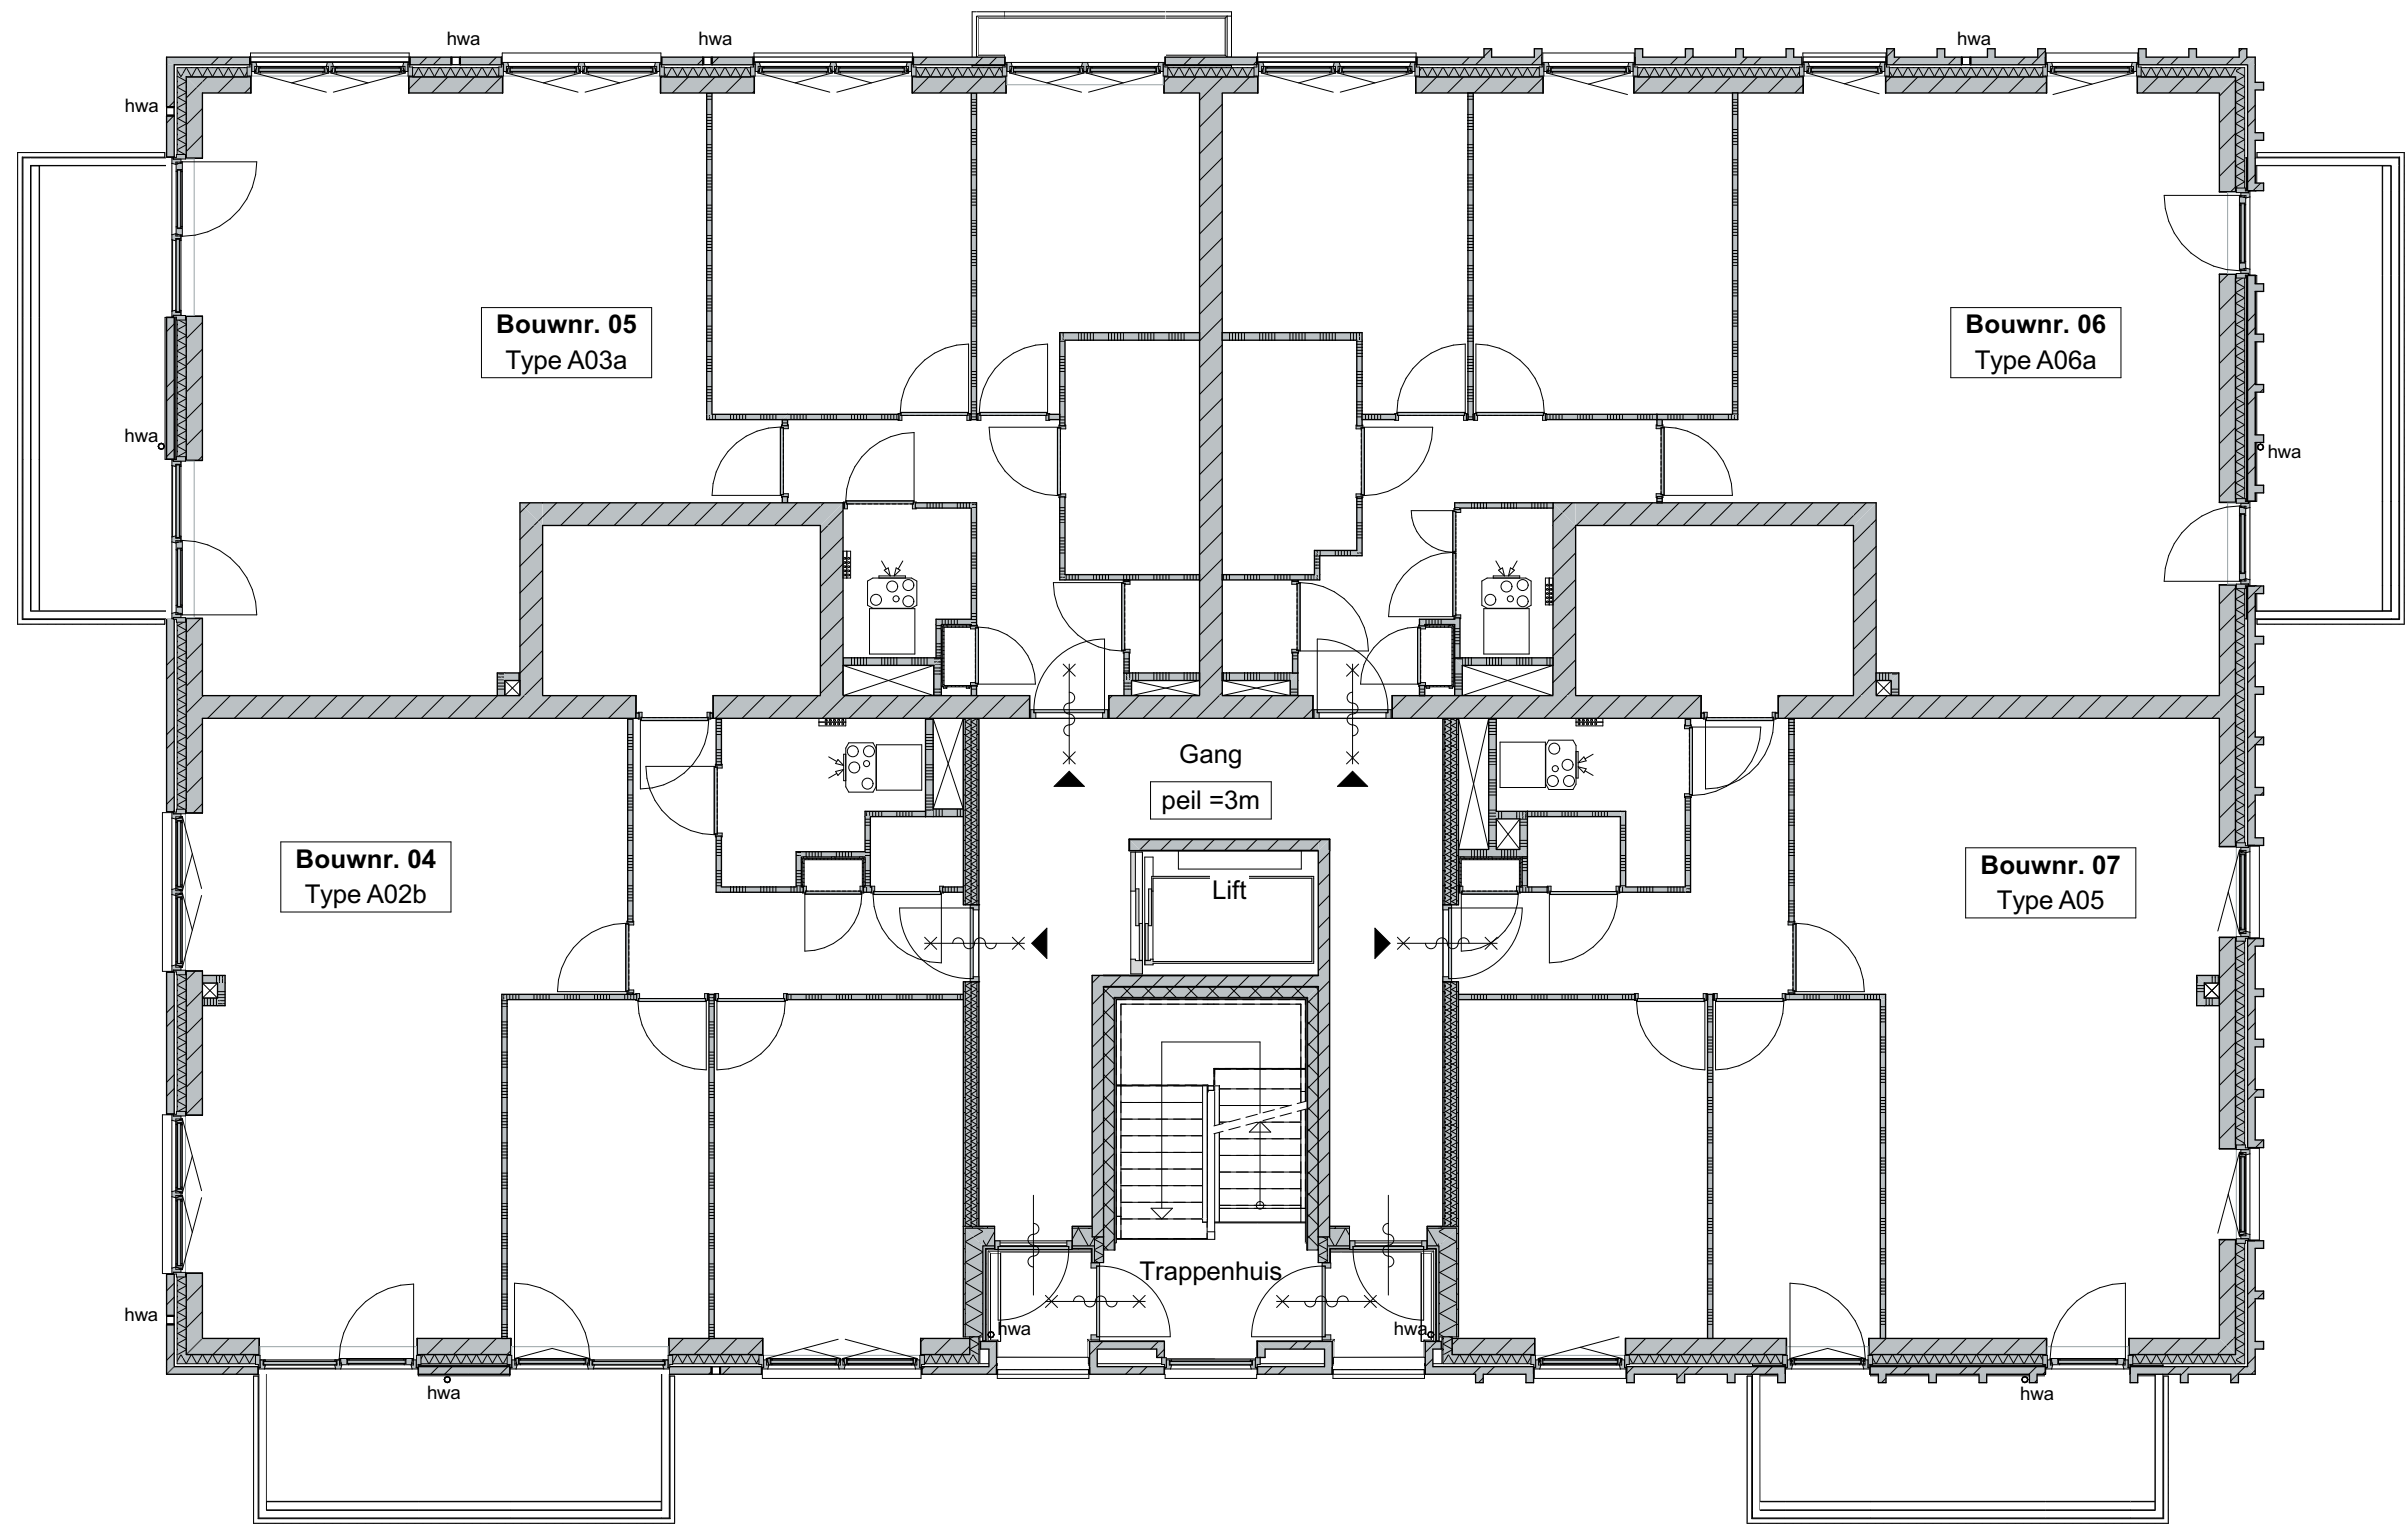 hwa
hwa
hwa
hwa
Bouwnr. 05
Type A03a
Bouwnr. 06
Type A06a
hwa
hwa
Gang
peil =3m
Bouwnr. 04
Type A02b
Lift
Bouwnr. 07
Type A05
Trappenhuis
hwa
hwa
hwa
hwa
hwa